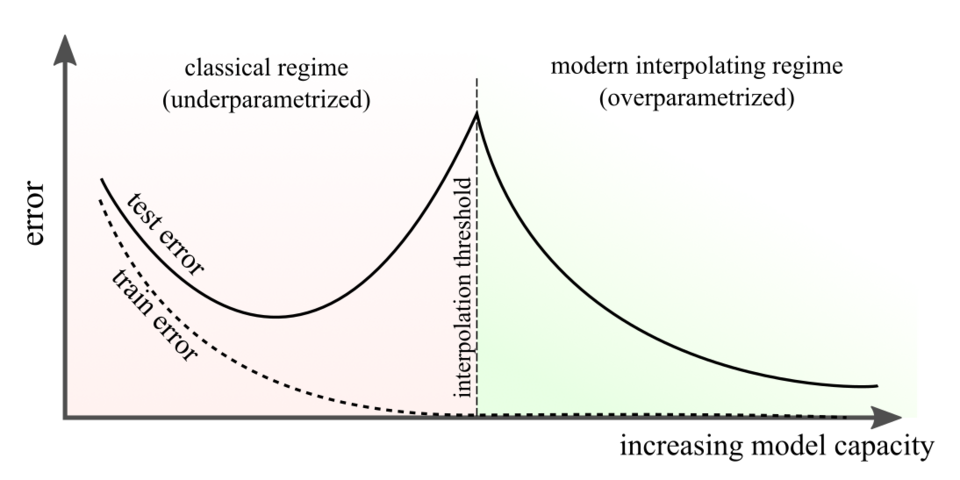 classical regime
(underparametrized)
modern interpolating regime
(overparametrized)
error
test error
train error
interpolation threshold
increasing model capacity